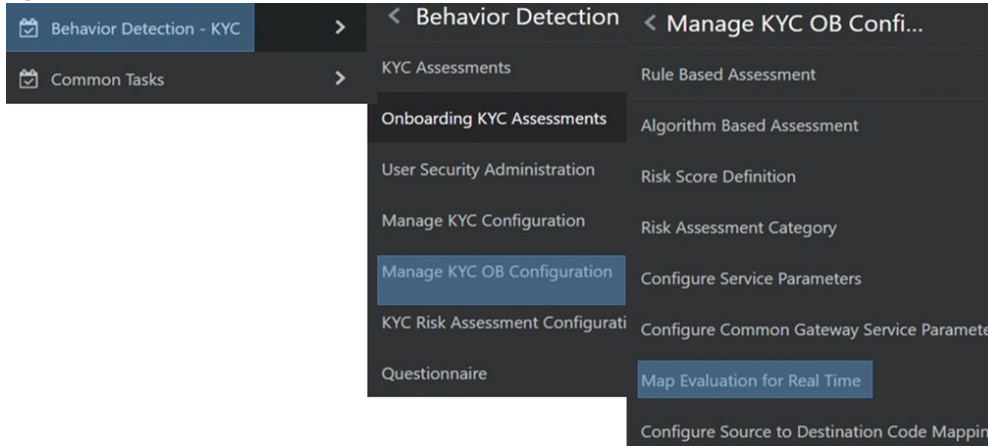 Behavior Detection - KYC >
Common Tasks >
< Behavior Detection
KYC Assessments
Onboarding KYC Assessments
User Security Administration
Manage KYC Configuration
Manage KYC OB Configuration
KYC Risk Assessment Configurati
Questionnaire
< Manage KYC OB Confi...
Rule Based Assessment
Algorithm Based Assessment
Risk Score Definition
Risk Assessment Category
Configure Service Parameters
Configure Common Gateway Service Paramete
Map Evaluation for Real Time
Configure Source to Destination Code Mappin